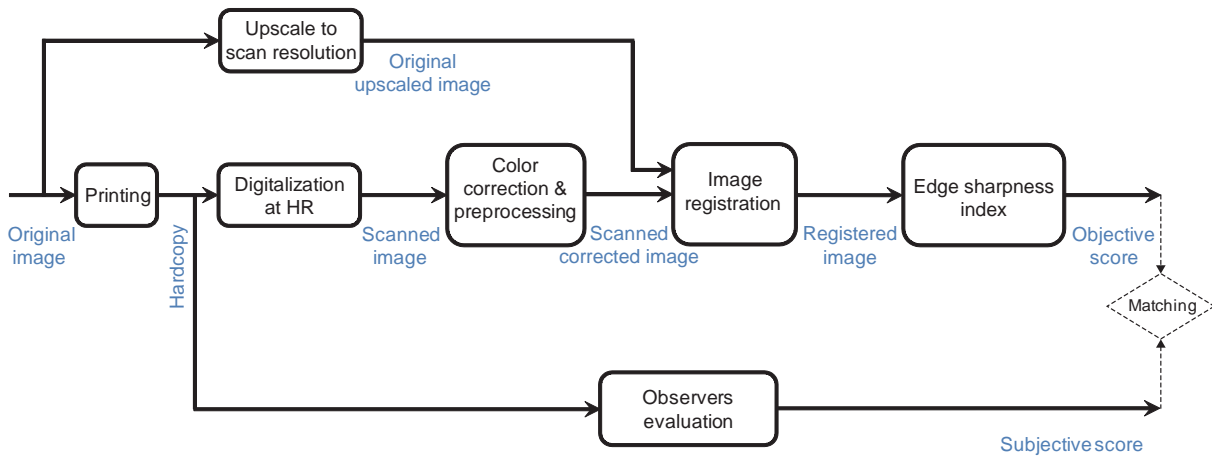 Upscale to
scan resolution
Original
upscaled image
Printing
Digitalization
at HR
Color
correction &
preprocessing
Image
registration
Edge sharpness
index
Original
image
Hardcopy
Scanned
image
Scanned
corrected image
Registered
image
Objective
score
Matching
Observers
evaluation
Subjective score